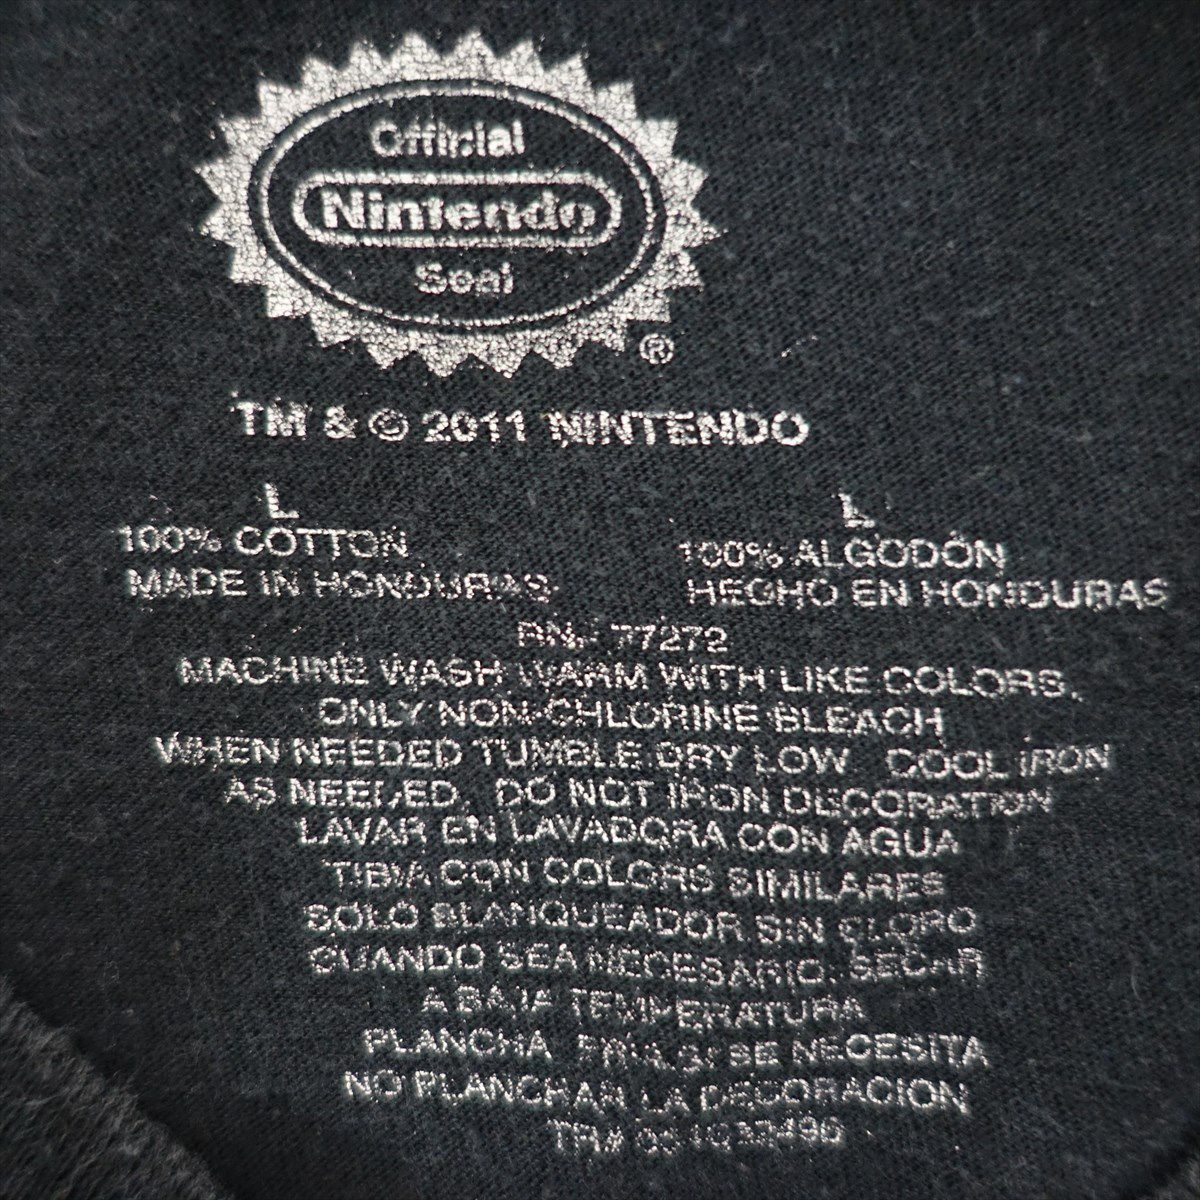 Official
Nintendo
Seal
®
TM & © 2011 NINTENDO
L
100% COTTON
MADE IN HONDURAS
L
100% ALGODÓN
HECHO EN HONDURAS
RN# 77272
MACHINE WASH WARM WITH LIKE COLORS.
ONLY NON-CHLORINE BLEACH
WHEN NEEDED TUMBLE DRY LOW. COOL IRON
AS NEEDED. DO NOT IRON DECORATION
LAVAR EN LAVADORA CON AGUA
TIBIA CON COLORS SIMILARES
SOLO BLANQUEADOR SIN CLORO
CUANDO SEA NECESARIO. SECAR
A BAJA TEMPERATURA
PLANCHA FRIA SI SE NECESITA
NO PLANCHAR LA DECORACION
TR#